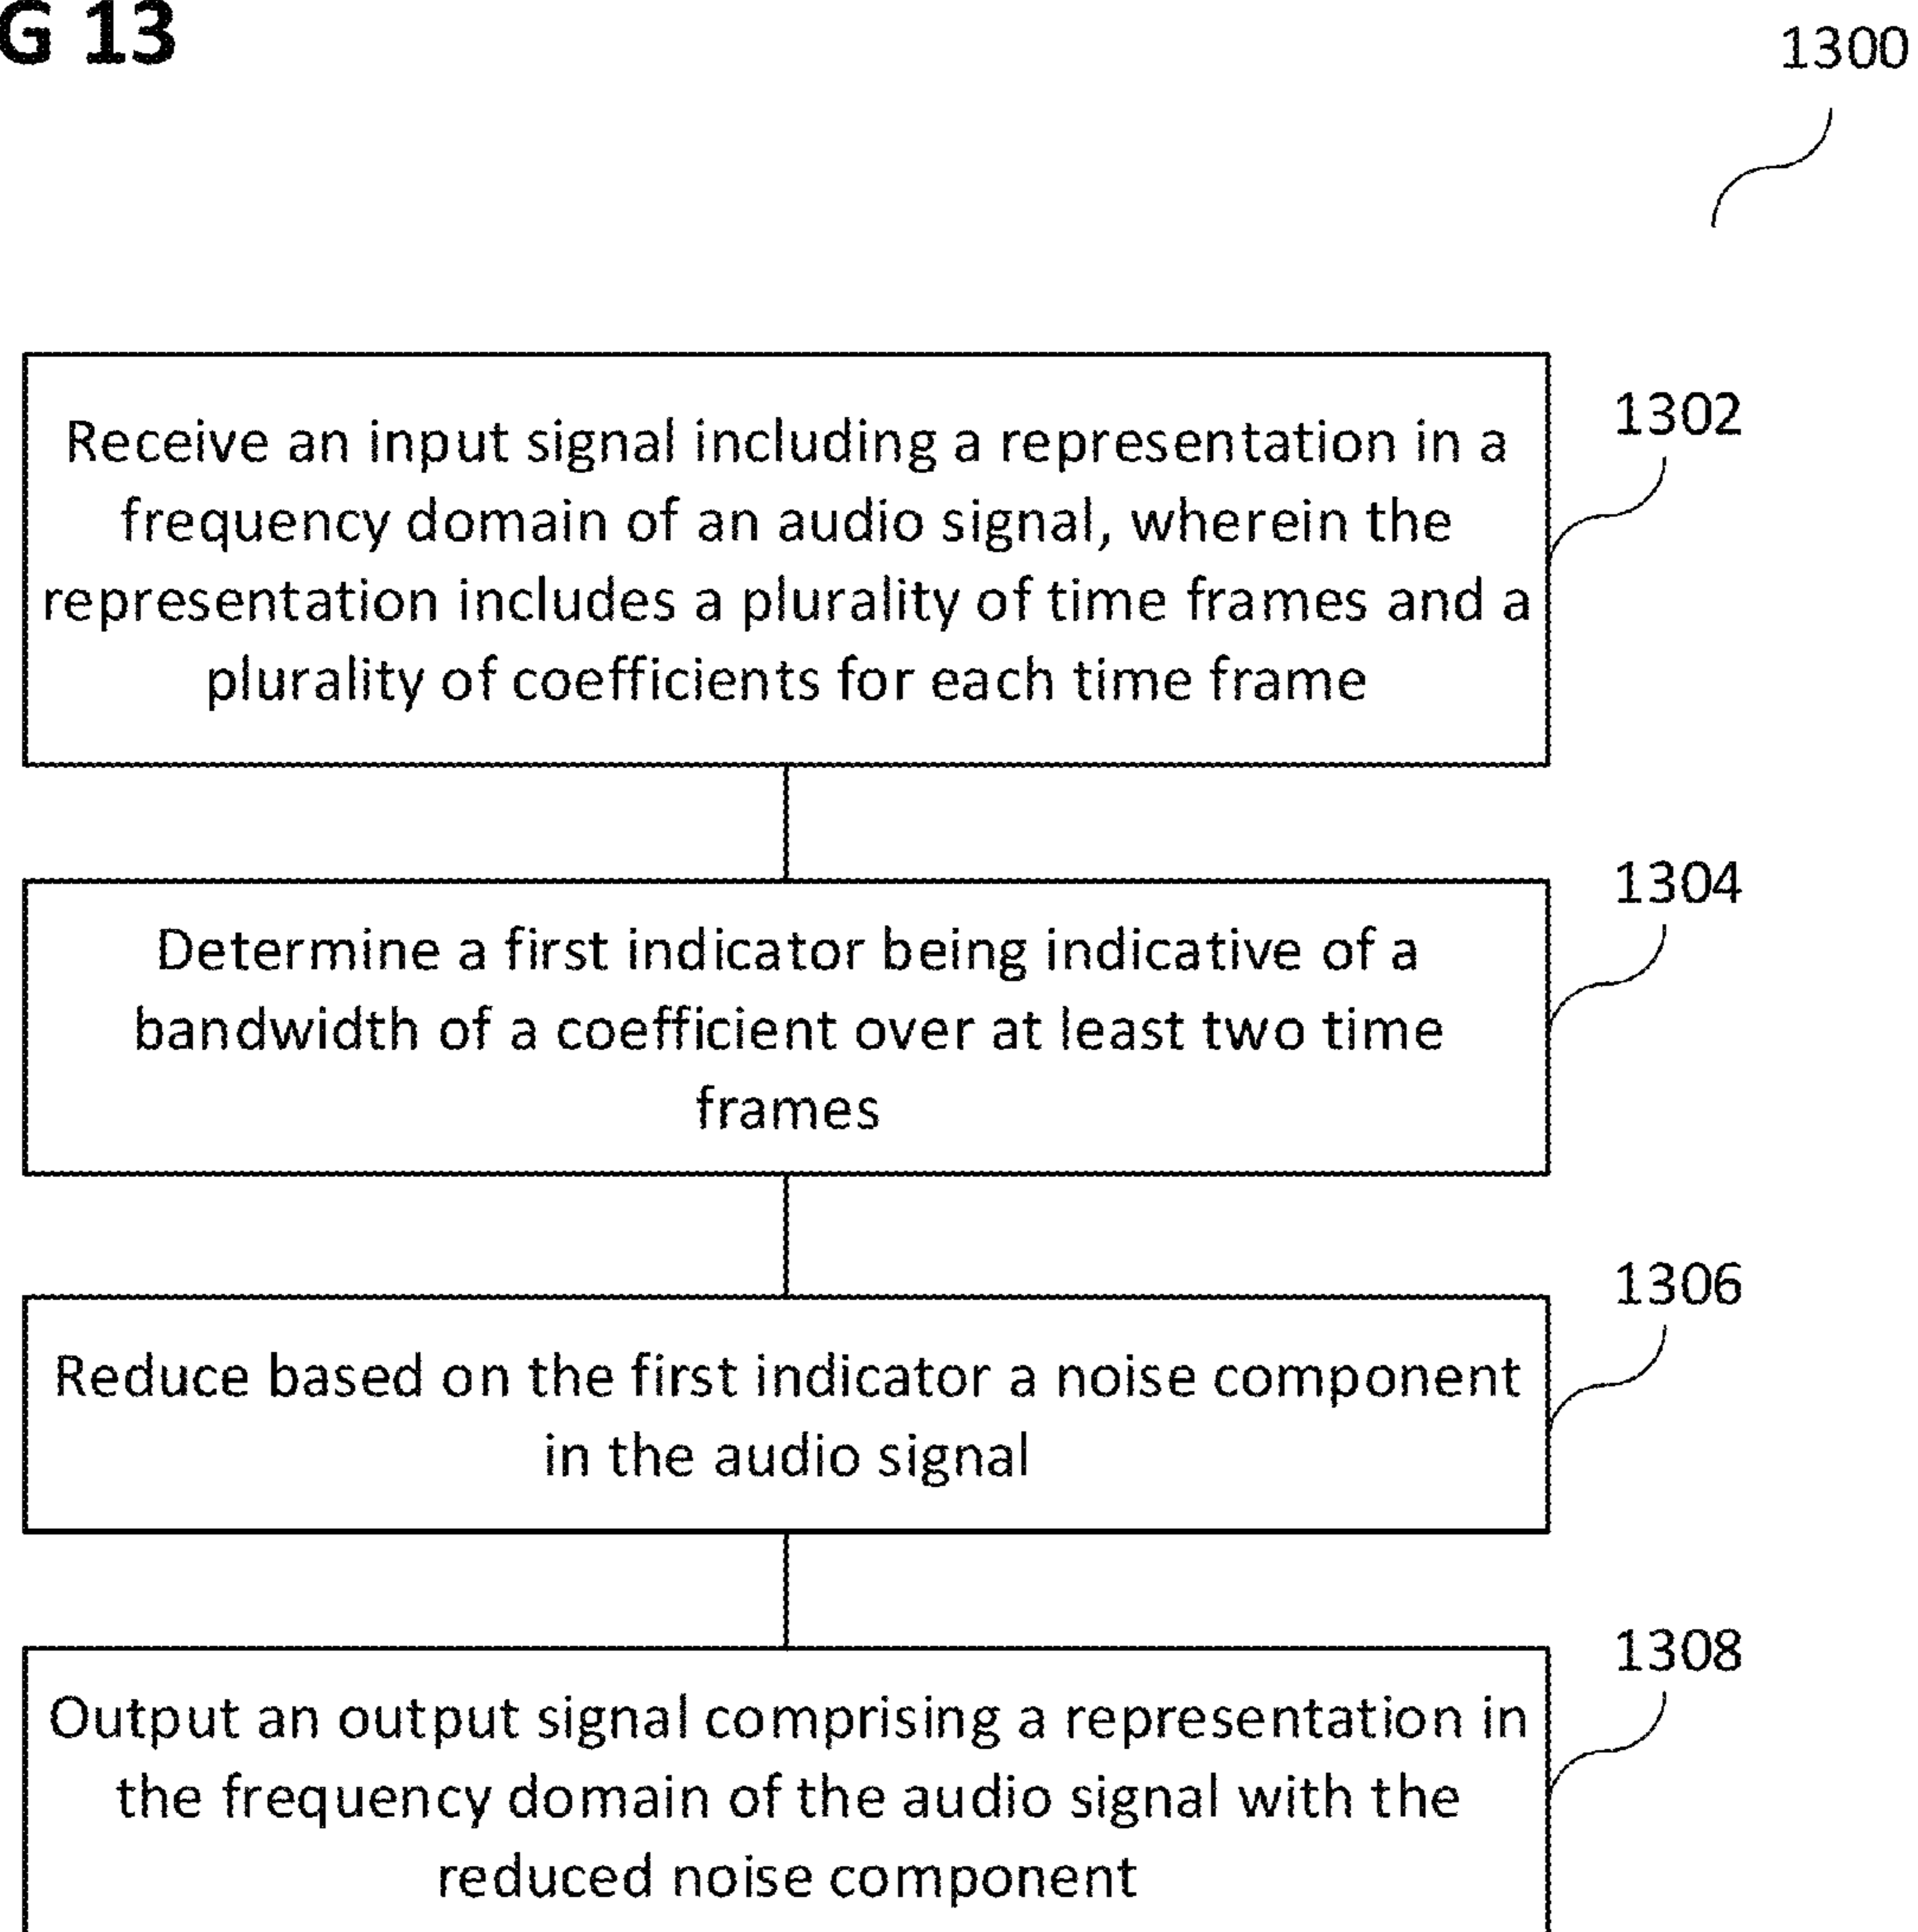 G 13
1300
Receive an input signal including a representation in a
frequency domain of an audio signal, wherein the
representation includes a plurality of time frames and a
plurality of coefficients for each time frame
1302
Determine a first indicator being indicative of a
bandwidth of a coefficient over at least two time
frames
1304
Reduce based on the first indicator a noise component
in the audio signal
1306
Output an output signal comprising a representation in
the frequency domain of the audio signal with the
reduced noise component
1308